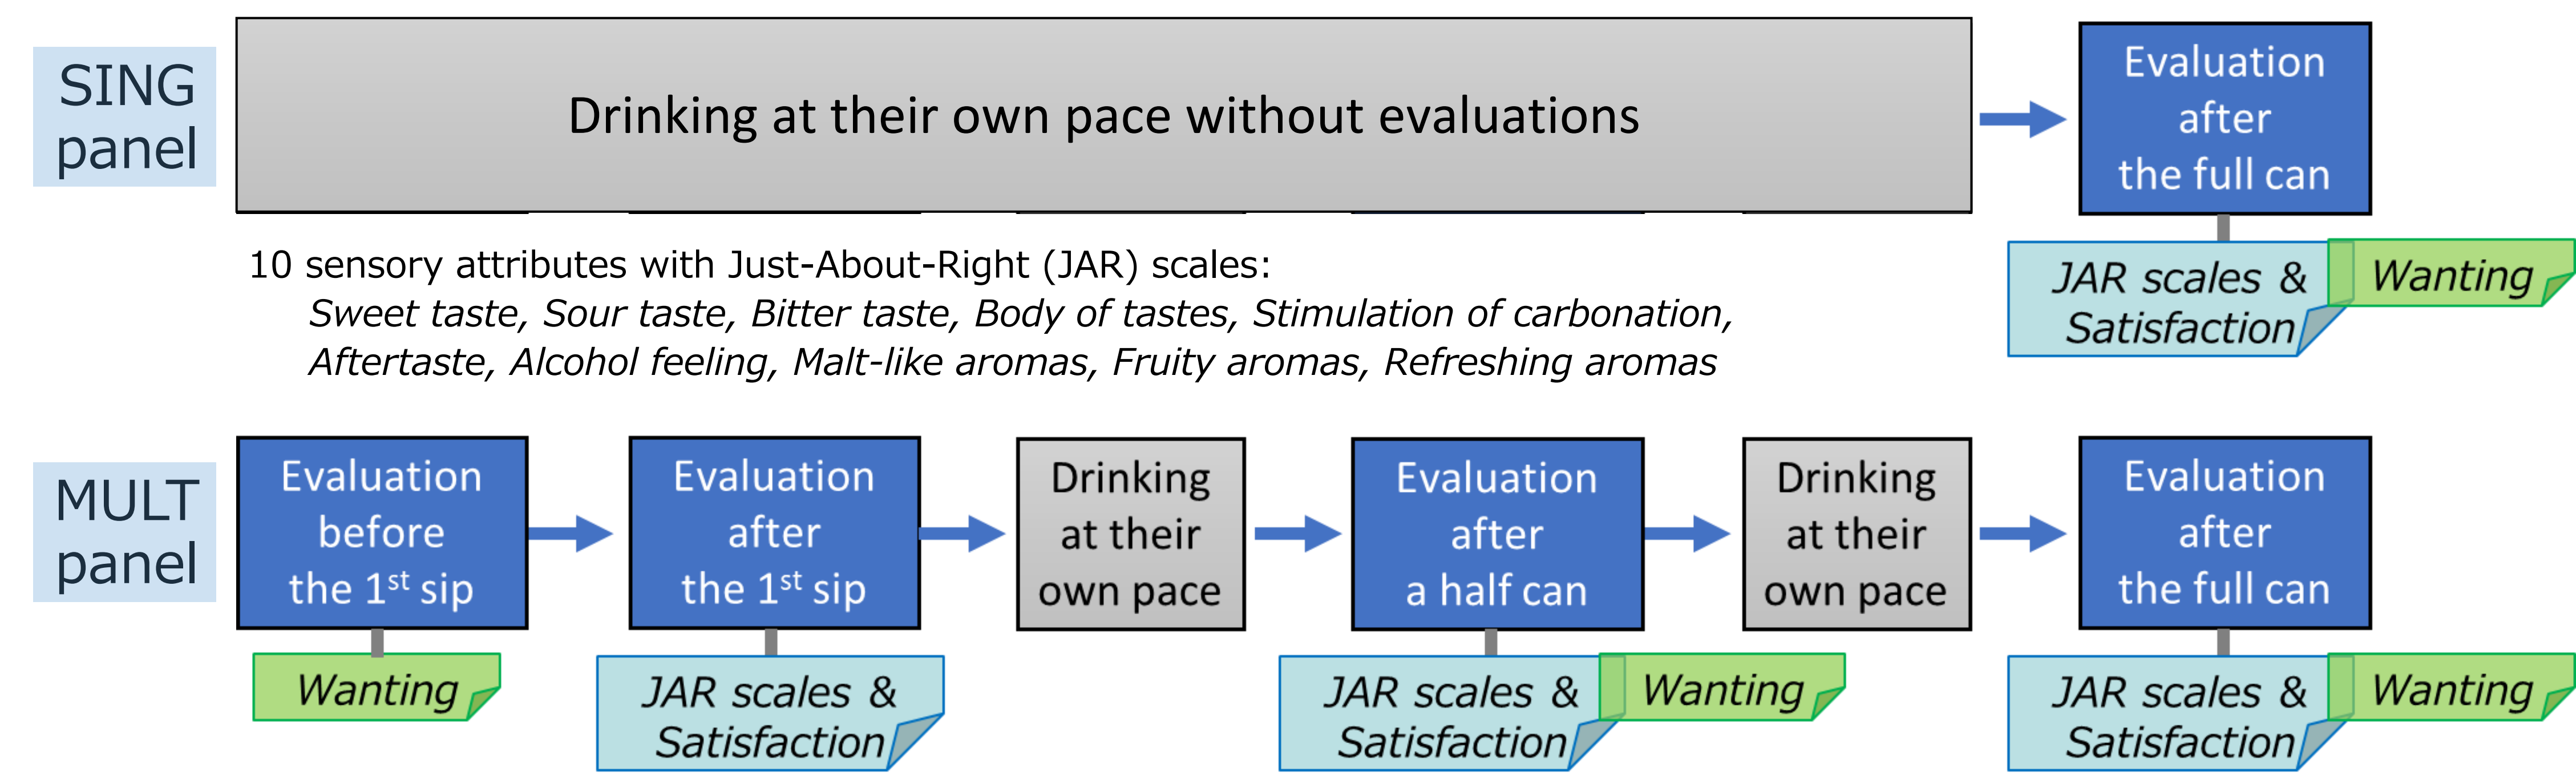 SING
panel
Drinking at their own pace without evaluations
Evaluation
after
the full can
JAR scales &
Satisfaction
Wanting
10 sensory attributes with Just-About-Right (JAR) scales:
Sweet taste, Sour taste, Bitter taste, Body of tastes, Stimulation of carbonation,
Aftertaste, Alcohol feeling, Malt-like aromas, Fruity aromas, Refreshing aromas
MULT
panel
Evaluation
before
the 1st sip
Wanting
Evaluation
after
the 1st sip
JAR scales &
Satisfaction
Drinking
at their
own pace
Evaluation
after
a half can
JAR scales &
Satisfaction
Wanting
Drinking
at their
own pace
Evaluation
after
the full can
JAR scales &
Satisfaction
Wanting